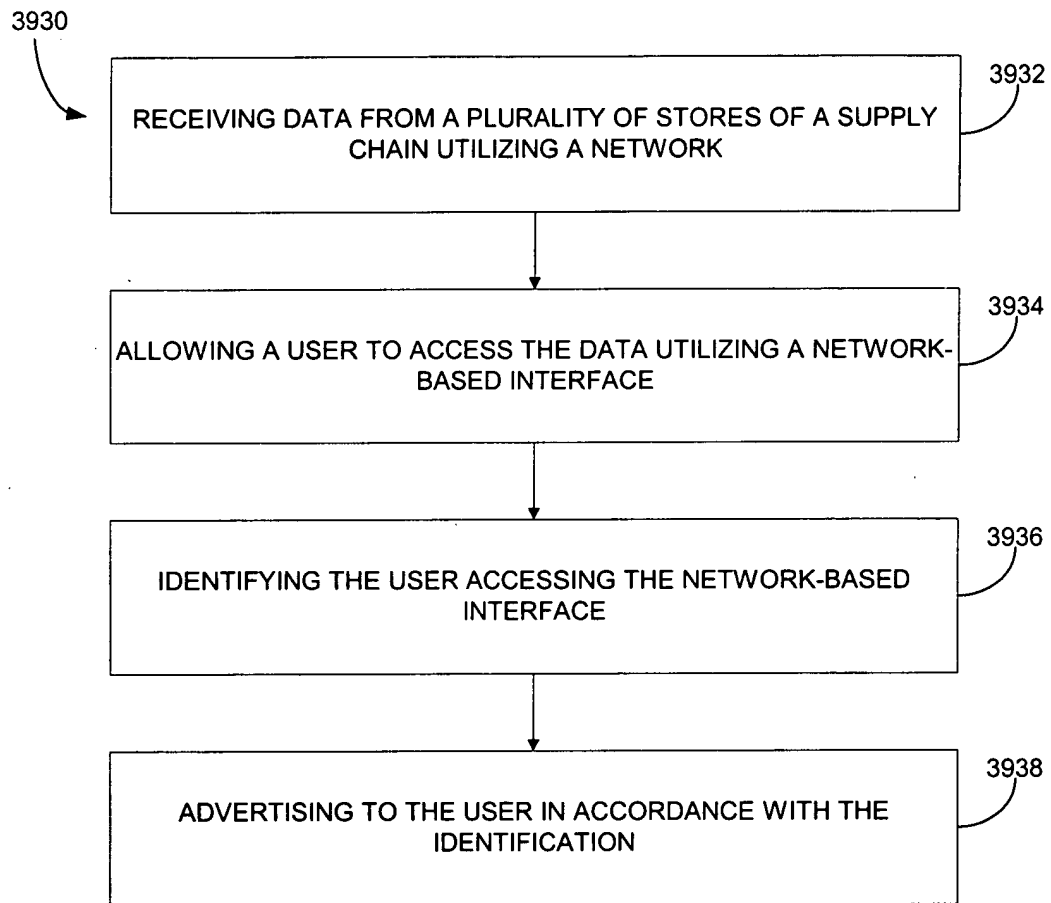 3930
3932
RECEIVING DATA FROM A PLURALITY OF STORES OF A SUPPLY
CHAIN UTILIZING A NETWORK
3934
ALLOWING A USER TO ACCESS THE DATA UTILIZING A NETWORK-
BASED INTERFACE
3936
IDENTIFYING THE USER ACCESSING THE NETWORK-BASED
INTERFACE
3938
ADVERTISING TO THE USER IN ACCORDANCE WITH THE
IDENTIFICATION